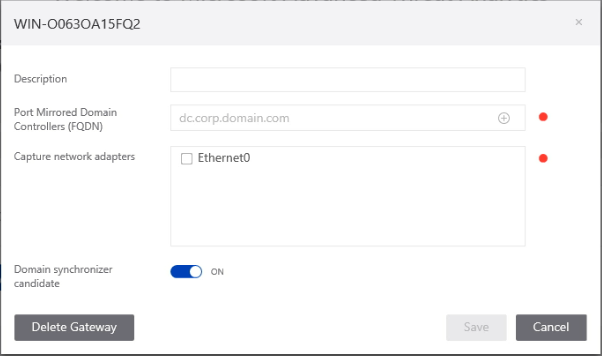 WIN-O063OA15FQ2
Description
Port Mirrored Domain
Controllers (FQDN)
dc.corp.domain.com
Capture network adapters
Ethernet0
Domain synchronizer
candidate
ON
Delete Gateway
Save
Cancel